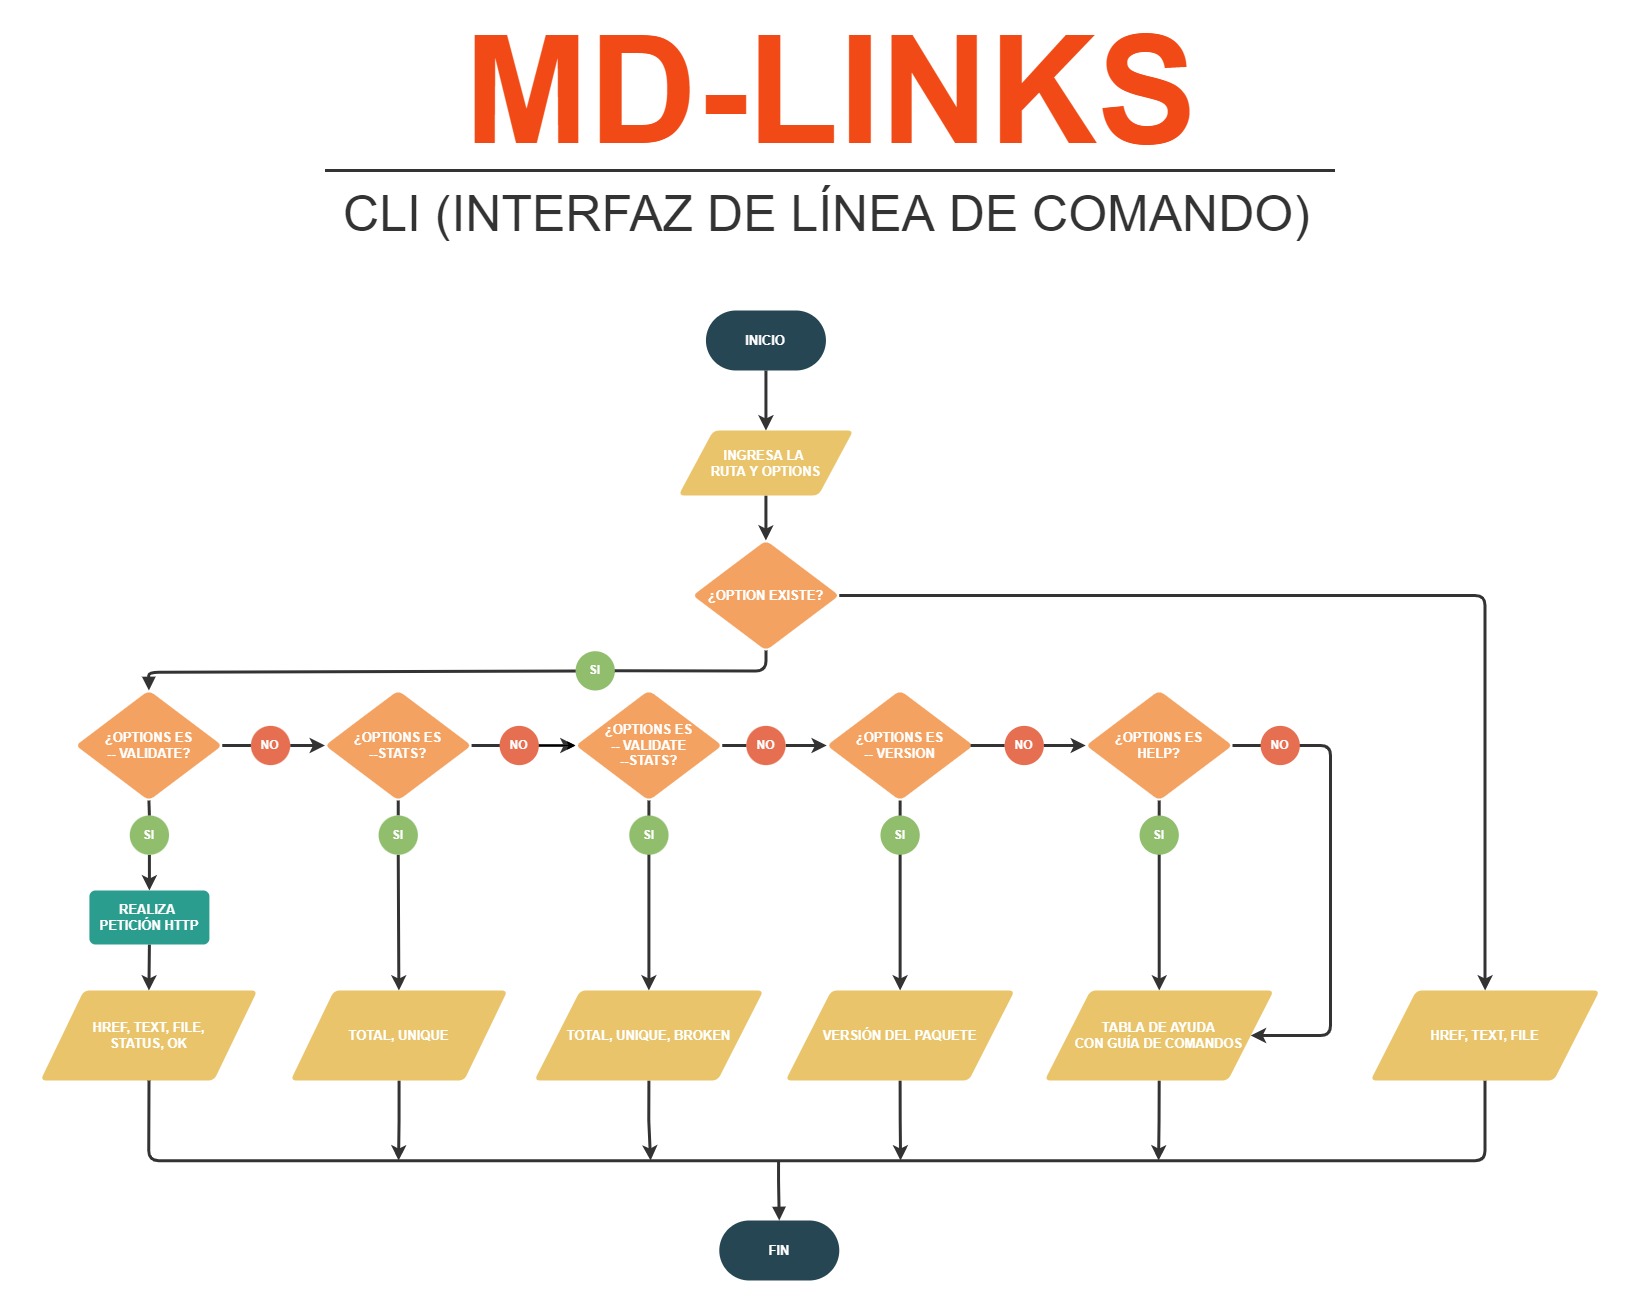 MD-LINKS
CLI (INTERFAZ DE LÍNEA DE COMANDO)
INICIO
INGRESA LA
RUTA Y OPTIONS
¿OPTION EXISTE?
SI
¿OPTIONS ES
-- VALIDATE?
NO
¿OPTIONS ES
--STATS?
NO
¿OPTIONS ES
-- VALIDATE
--STATS?
NO
¿OPTIONS ES
-- VERSION
NO
¿OPTIONS ES
HELP?
NO
SI
SI
SI
SI
SI
REALIZA
PETICIÓN HTTP
HREF, TEXT, FILE,
STATUS, OK
TOTAL, UNIQUE
TOTAL, UNIQUE, BROKEN
VERSIÓN DEL PAQUETE
TABLA DE AYUDA
CON GUÍA DE COMANDOS
HREF, TEXT, FILE
FIN